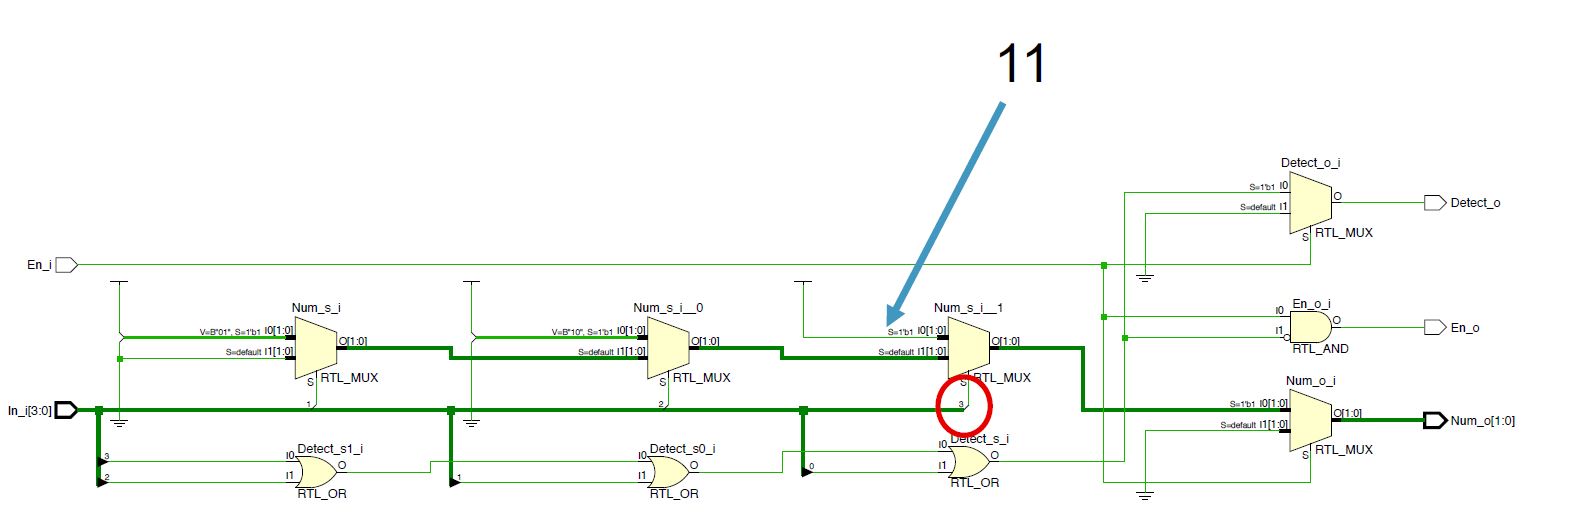 11
Detect_o_i
S=1'b1 I0
O
Detect_o
S=default I1
S
RTL_MUX
En_i
Num_s_i
Num_s_i__0
Num_s_i__1
En_o_i
V=B"01", S=1'b1 I0[1:0]
O[1:0]
S=default I1[1:0]
S
RTL_MUX
V=B"10", S=1'b1 I0[1:0]
O[1:0]
S=default I1[1:0]
S
RTL_MUX
S=1'b1 I0[1:0]
O[1:0]
S=default I1[1:0]
S
RTL_MUX
I0
O
En_o
I1
RTL_AND
Num_o_i
In_i[3:0]
1
2
3
S=1'b1 I0[1:0]
O[1:0]
Num_o[1:0]
S=default I1[1:0]
S
RTL_MUX
Detect_s1_i
3
I0
O
2
I1
RTL_OR
Detect_s0_i
I0
O
1
I1
RTL_OR
Detect_s_i
I0
O
0
I1
RTL_OR